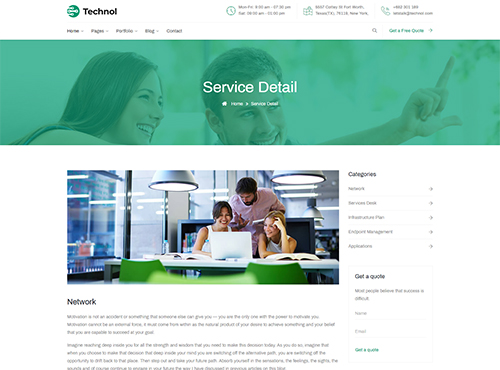 Technol
Mon-Fri: 8:00 am - 07:30 pm
Sat: 09:00 am - 02:00 pm
6607 Carley St Fort Worth,
Texas(TX), 76118, New York,
+682 301 389
Home Pages Portfolio Blog Contact
Get a Free Quote
Service Detail
Home » Service Detail
Categories
Network
Services Desk
Infrastructure Plan
Endpoint Management
Applications
Network
Motivation is not an accident or something that someone else can give you — you are the only one with the power to motivate you
Motivation cannot be an external force, it must come from within as the natural product of your desire to achieve something and your belief
that you are capable to succeed at your goal.
Imagine reaching deep inside you for all the strength and wisdom that you need to make this decision today. As you do so, imagine that
when you choose to make that decision that deep inside your mind you are switching off the alternative path, you are switching off the
opportunity to drift back to that place. Then step out and take your future path. Absorb yourself in the sensations, the feelings, the sights, the
sounds and of course continue to engage in your future the way I have discussed in previous articles on this blog
Get a quote
Most people believe that success is
difficult
Name
Email
Get a quote